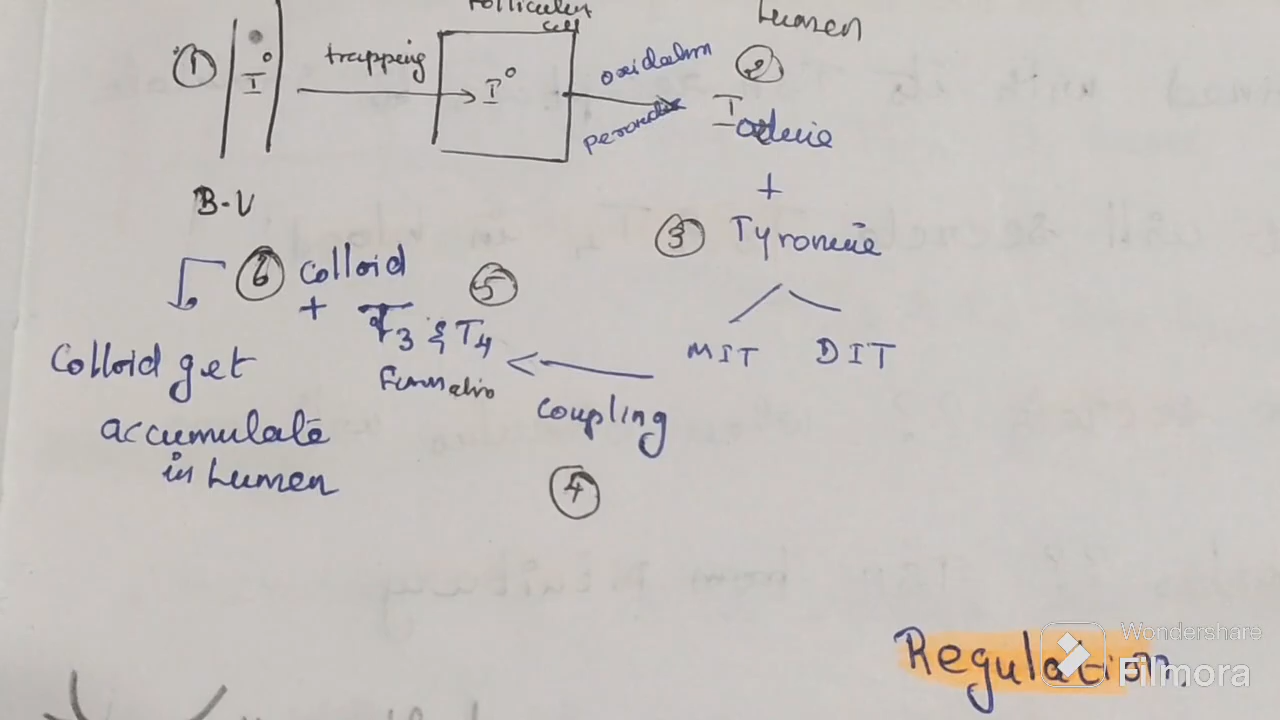 Follicular
cell
Lumen
① I° trapping I° oxidation ②
peroxidase Iodine
B-V
+
③ Tyrosine
⑥ Colloid ⑤
+ T3 & T4
Formatio
MIT DIT
Colloid get
Coupling
accumulate
in Lumen
④
Regulation
Wondershare
Filmora